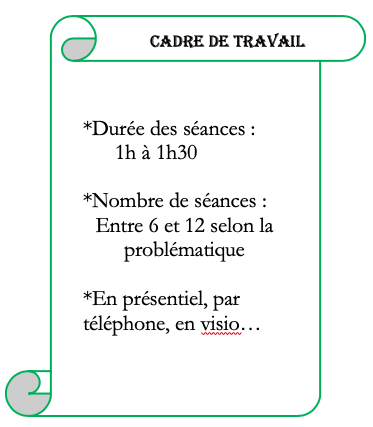 CADRE DE TRAVAIL
*Durée des séances :
1h à 1h30
*Nombre de séances :
Entre 6 et 12 selon la
problématique
*En présentiel, par
téléphone, en visio…